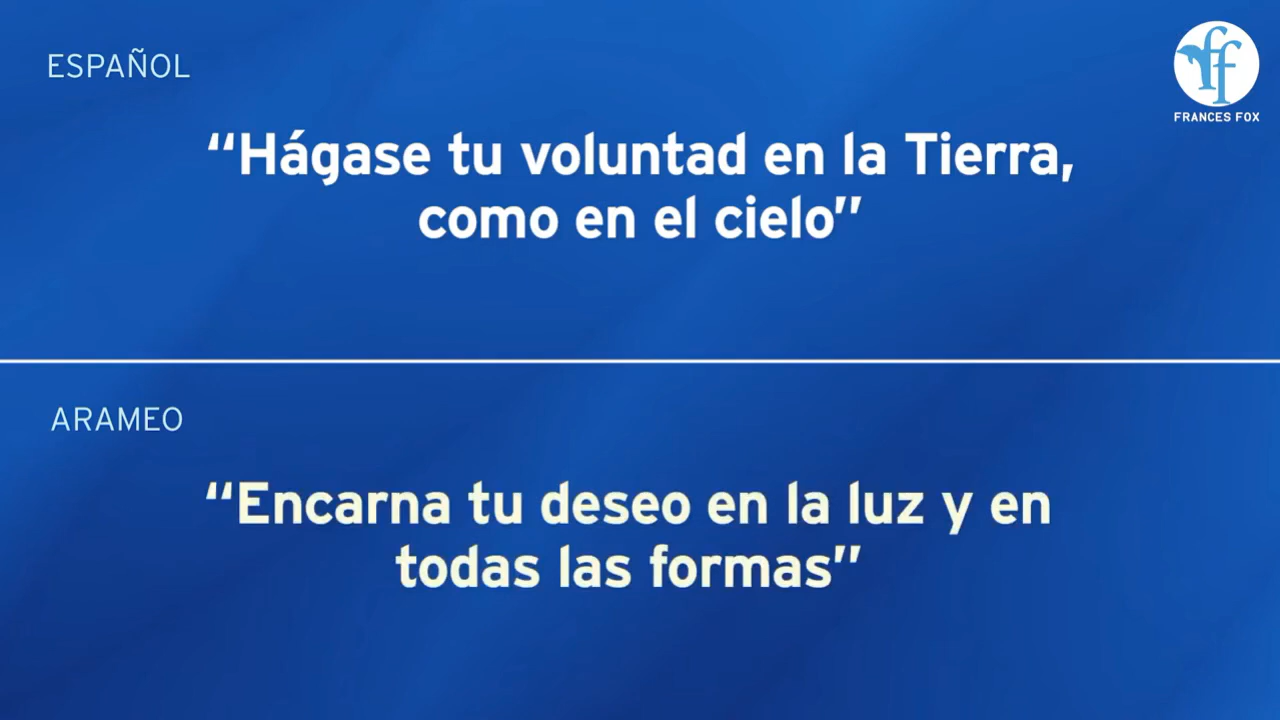 ESPAÑOL
FRANCES FOX
“Hágase tu voluntad en la Tierra,
como en el cielo”
ARAMEO
“Encarna tu deseo en la luz y en
todas las formas”